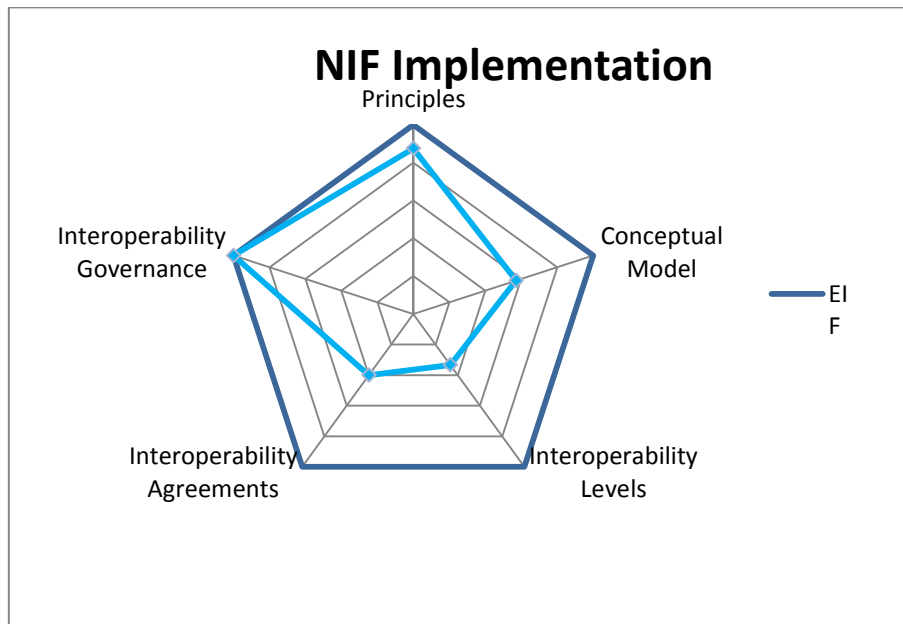 NIF Implementation
Principles
Interoperability
Governance
Conceptual
Model
EI
F
Interoperability
Agreements
Interoperability
Levels